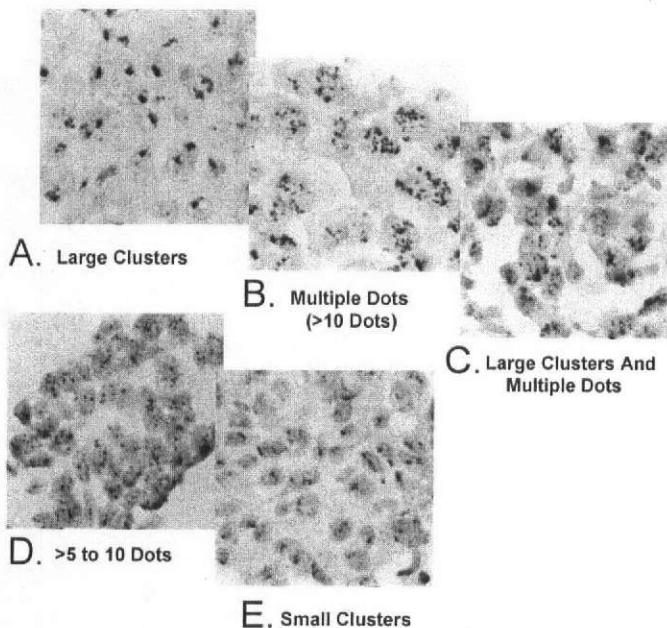 A. Large Clusters
B. Multiple Dots
(>10 Dots)
C. Large Clusters And
Multiple Dots
D. >5 to 10 Dots
E. Small Clusters